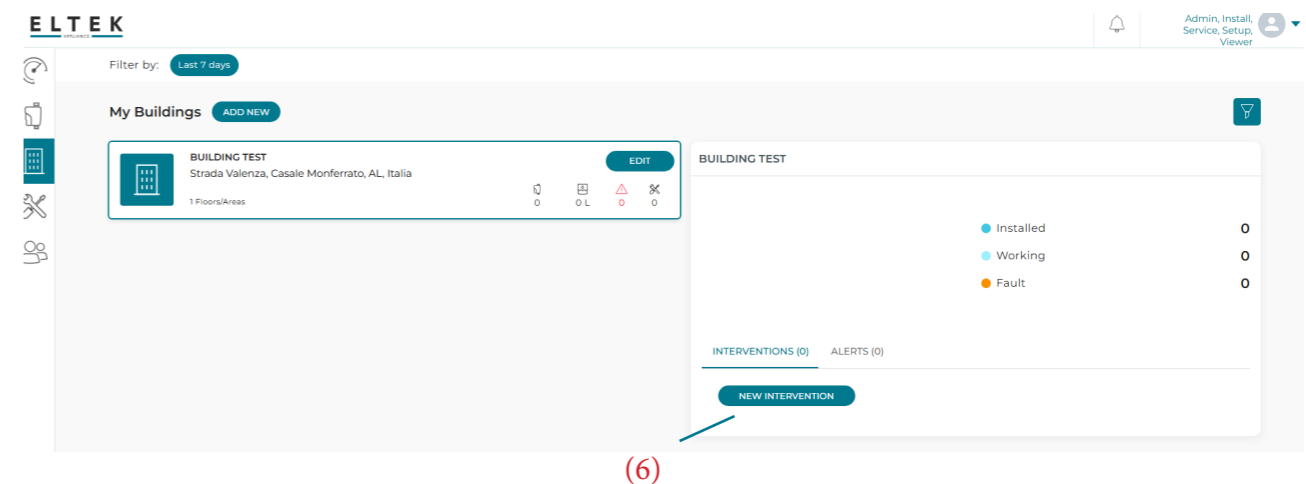 ELTEK
APPLIANCE
Admin, Install,
Service, Setup,
Viewer
Filter by: Last 7 days
My Buildings ADD NEW
BUILDING TEST
EDIT
Strada Valenza, Casale Monferrato, AL, Italia
1 Floors/Areas
0 0 L 0 0
BUILDING TEST
Installed 0
Working 0
Fault 0
INTERVENTIONS (0) ALERTS (0)
NEW INTERVENTION
(6)